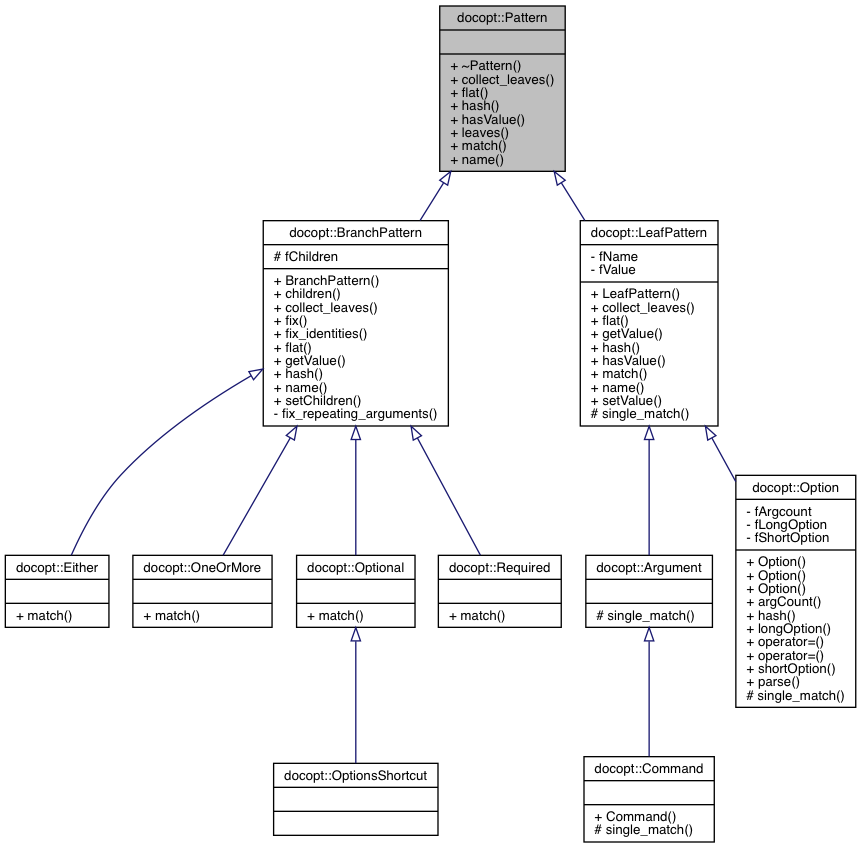 docopt::Pattern
+ ~Pattern()
+ collect_leaves()
+ flat()
+ hash()
+ hasValue()
+ leaves()
+ match()
+ name()
docopt::BranchPattern
# fChildren
+ BranchPattern()
+ children()
+ collect_leaves()
+ fix()
+ fix_identities()
+ flat()
+ getValue()
+ hash()
+ name()
+ setChildren()
- fix_repeating_arguments()
docopt::LeafPattern
- fName
- fValue
+ LeafPattern()
+ collect_leaves()
+ flat()
+ getValue()
+ hash()
+ hasValue()
+ match()
+ name()
+ setValue()
# single_match()
docopt::Either
+ match()
docopt::OneOrMore
+ match()
docopt::Optional
+ match()
docopt::Required
+ match()
docopt::Argument
# single_match()
docopt::Option
- fArgcount
- fLongOption
- fShortOption
+ Option()
+ Option()
+ Option()
+ argCount()
+ hash()
+ longOption()
+ operator=()
+ operator=()
+ shortOption()
+ parse()
# single_match()
docopt::OptionsShortcut
docopt::Command
+ Command()
# single_match()